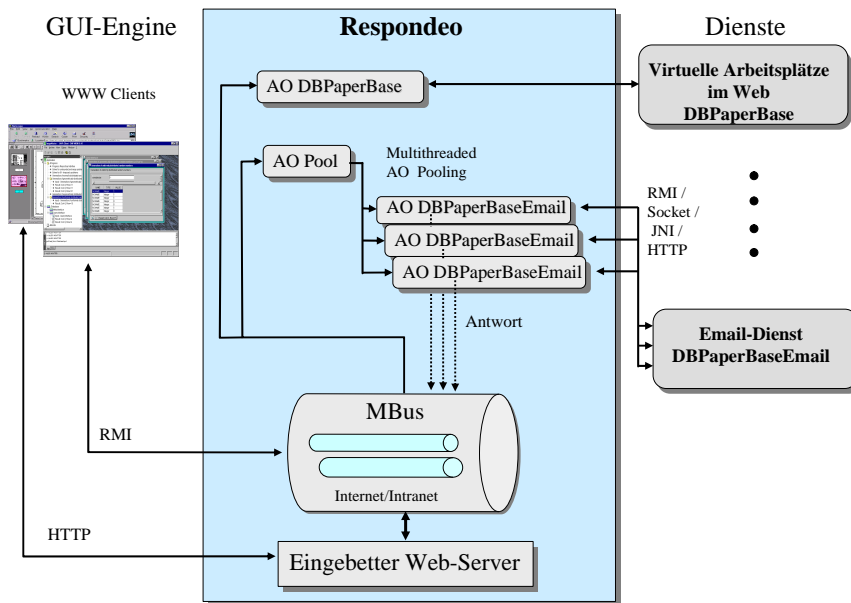 GUI-Engine
Respondeo
Dienste
WWW Clients
AO DBPaperBase
Virtuelle Arbeitsplätze
im Web
DBPaperBase
AO Pool
Multithreaded
AO Pooling
AO DBPaperBaseEmail
AO DBPaperBaseEmail
AO DBPaperBaseEmail
RMI /
Socket /
JNI /
HTTP
Antwort
Email-Dienst
DBPaperBaseEmail
MBus
RMI
Internet/Intranet
HTTP
Eingebetter Web-Server